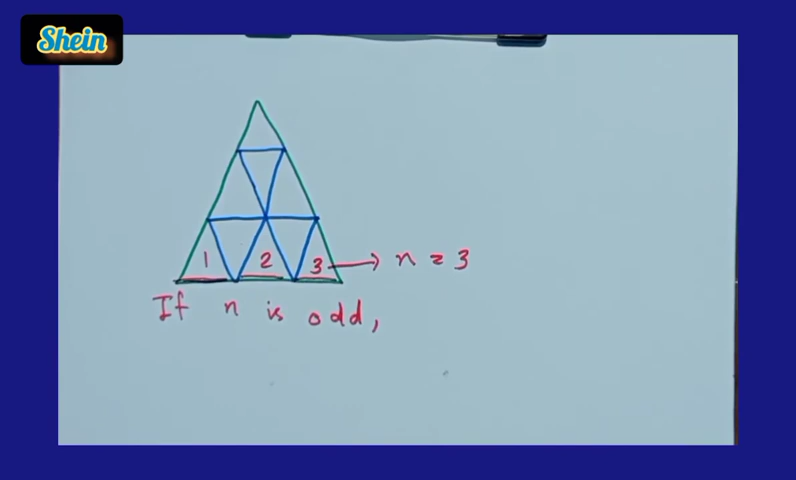 Shein
1 2 3 → n = 3
If n is odd,